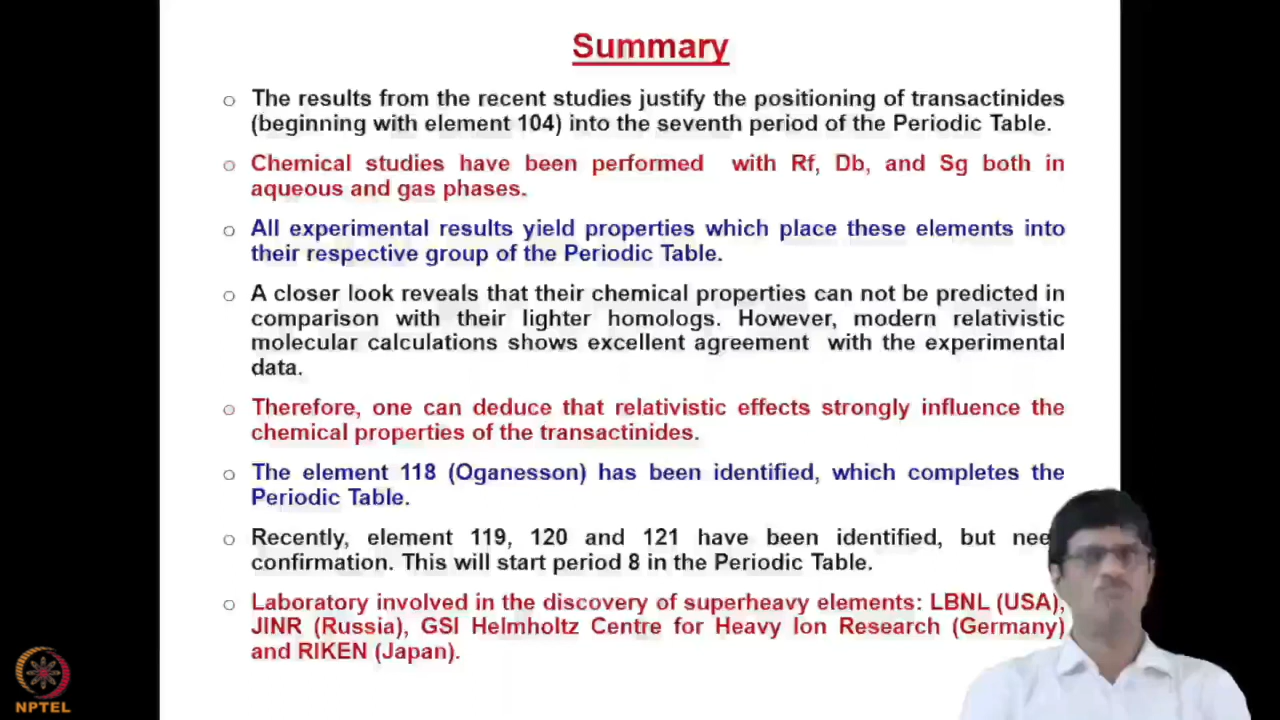 Summary
The results from the recent studies justify the positioning of transactinides
(beginning with element 104) into the seventh period of the Periodic Table.
Chemical studies have been performed with Rf, Db, and Sg both in
aqueous and gas phases.
All experimental results yield properties which place these elements into
their respective group of the Periodic Table.
A closer look reveals that their chemical properties can not be predicted in
comparison with their lighter homologs. However, modern relativistic
molecular calculations shows excellent agreement with the experimental
data.
Therefore, one can deduce that relativistic effects strongly influence the
chemical properties of the transactinides.
The element 118 (Oganesson) has been identified, which completes the
Periodic Table.
Recently, element 119, 120 and 121 have been identified, but
confirmation. This will start period 8 in the Periodic Table.
Laboratory involved in the discovery of superheavy elements: LBNL (USA),
JINR (Russia), GSI Helmholtz Centre for Heavy Ion Research (Germany)
and RIKEN (Japan).
NPTEL